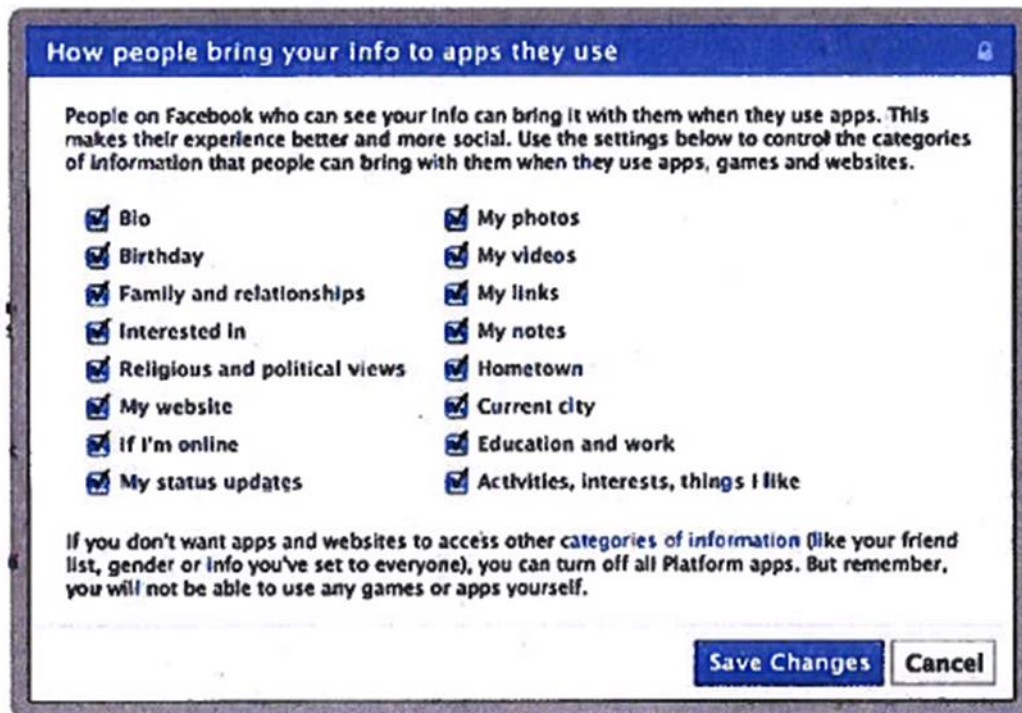 How people bring your info to apps they use
People on Facebook who can see your info can bring it with them when they use apps. This
makes their experience better and more social. Use the settings below to control the categories
of information that people can bring with them when they use apps, games and websites.
Bio
Birthday
Family and relationships
Interested in
Religious and political views
My website
If I'm online
My status updates
My photos
My videos
My links
My notes
Hometown
Current city
Education and work
Activities, interests, things I like
If you don't want apps and websites to access other categories of information (like your friend
list, gender or info you've set to everyone), you can turn off all Platform apps. But remember,
you will not be able to use any games or apps yourself.
Save Changes
Cancel